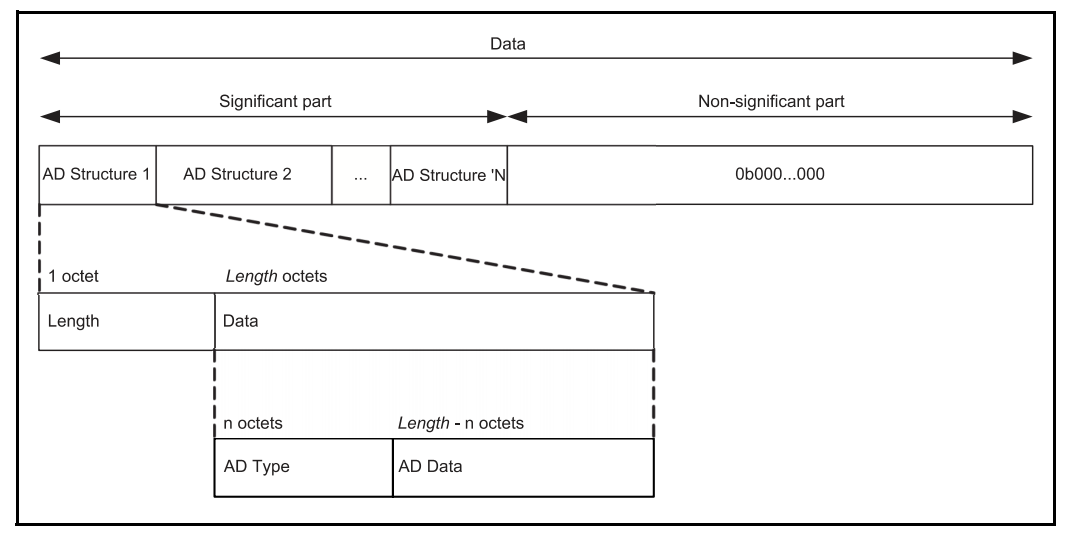 Data
Significant part
Non-significant part
AD Structure 1
AD Structure 2
...
AD Structure 'N
0b000...000
1 octet
Length octets
Length
Data
n octets
Length - n octets
AD Type
AD Data